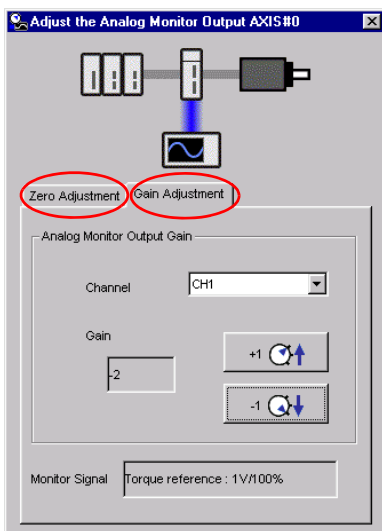 Adjust the Analog Monitor Output AXIS#0
Zero Adjustment
Gain Adjustment
Analog Monitor Output Gain
Channel
CH1
Gain
-2
+1
-1
Monitor Signal
Torque reference : 1V/100%